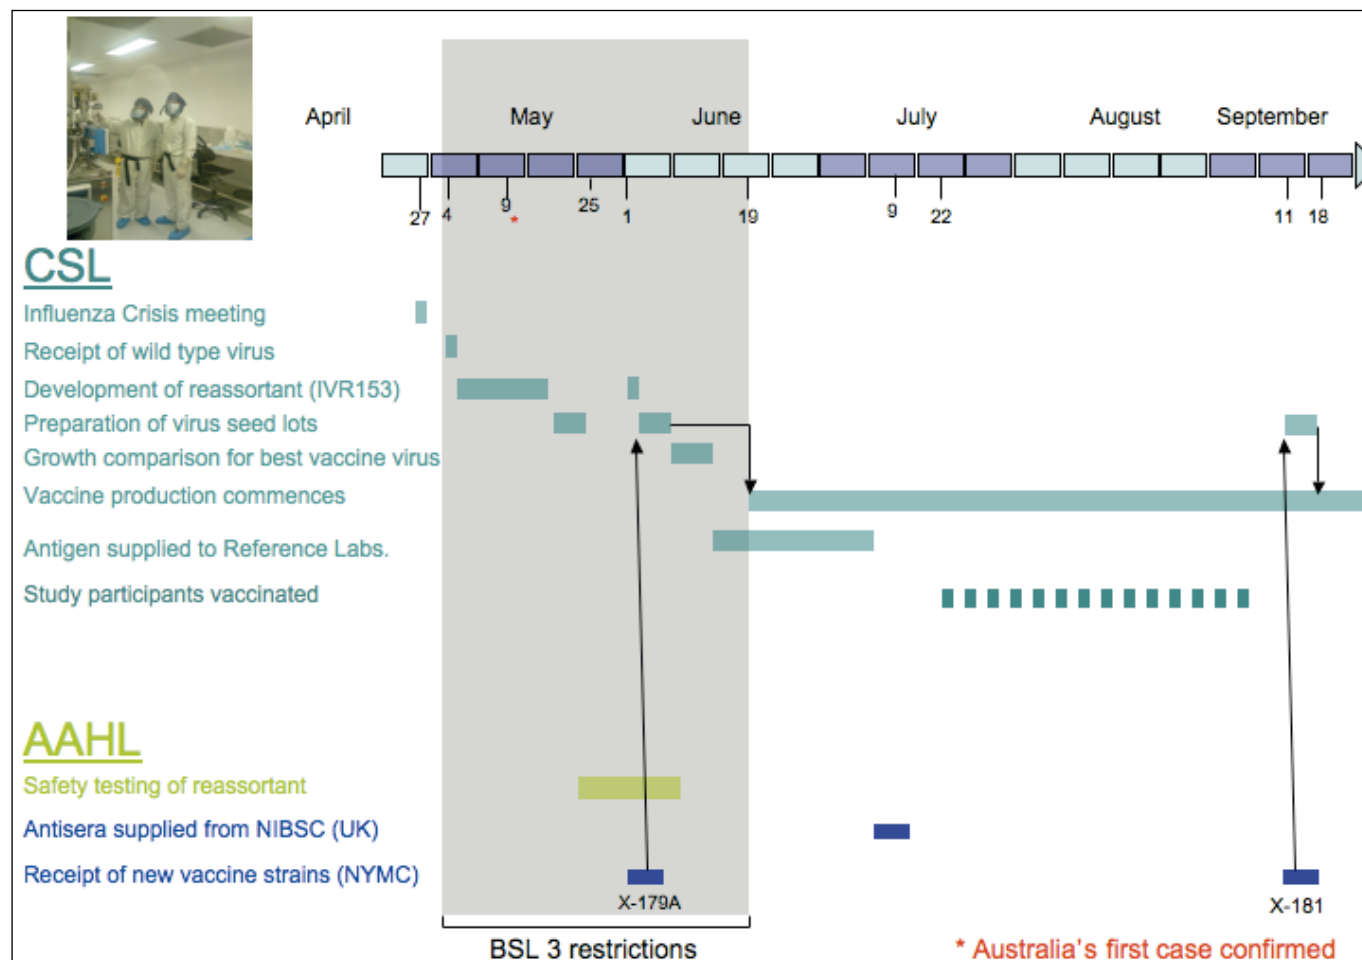 April May June July August September
27 4 9 25 1 19 9 22 11 18
*
CSL
Influenza Crisis meeting
Receipt of wild type virus
Development of reassortant (IVR153)
Preparation of virus seed lots
Growth comparison for best vaccine virus
Vaccine production commences
Antigen supplied to Reference Labs.
Study participants vaccinated
AAHL
Safety testing of reassortant
Antisera supplied from NIBSC (UK)
Receipt of new vaccine strains (NYMC)
X-179A X-181
BSL 3 restrictions * Australia's first case confirmed